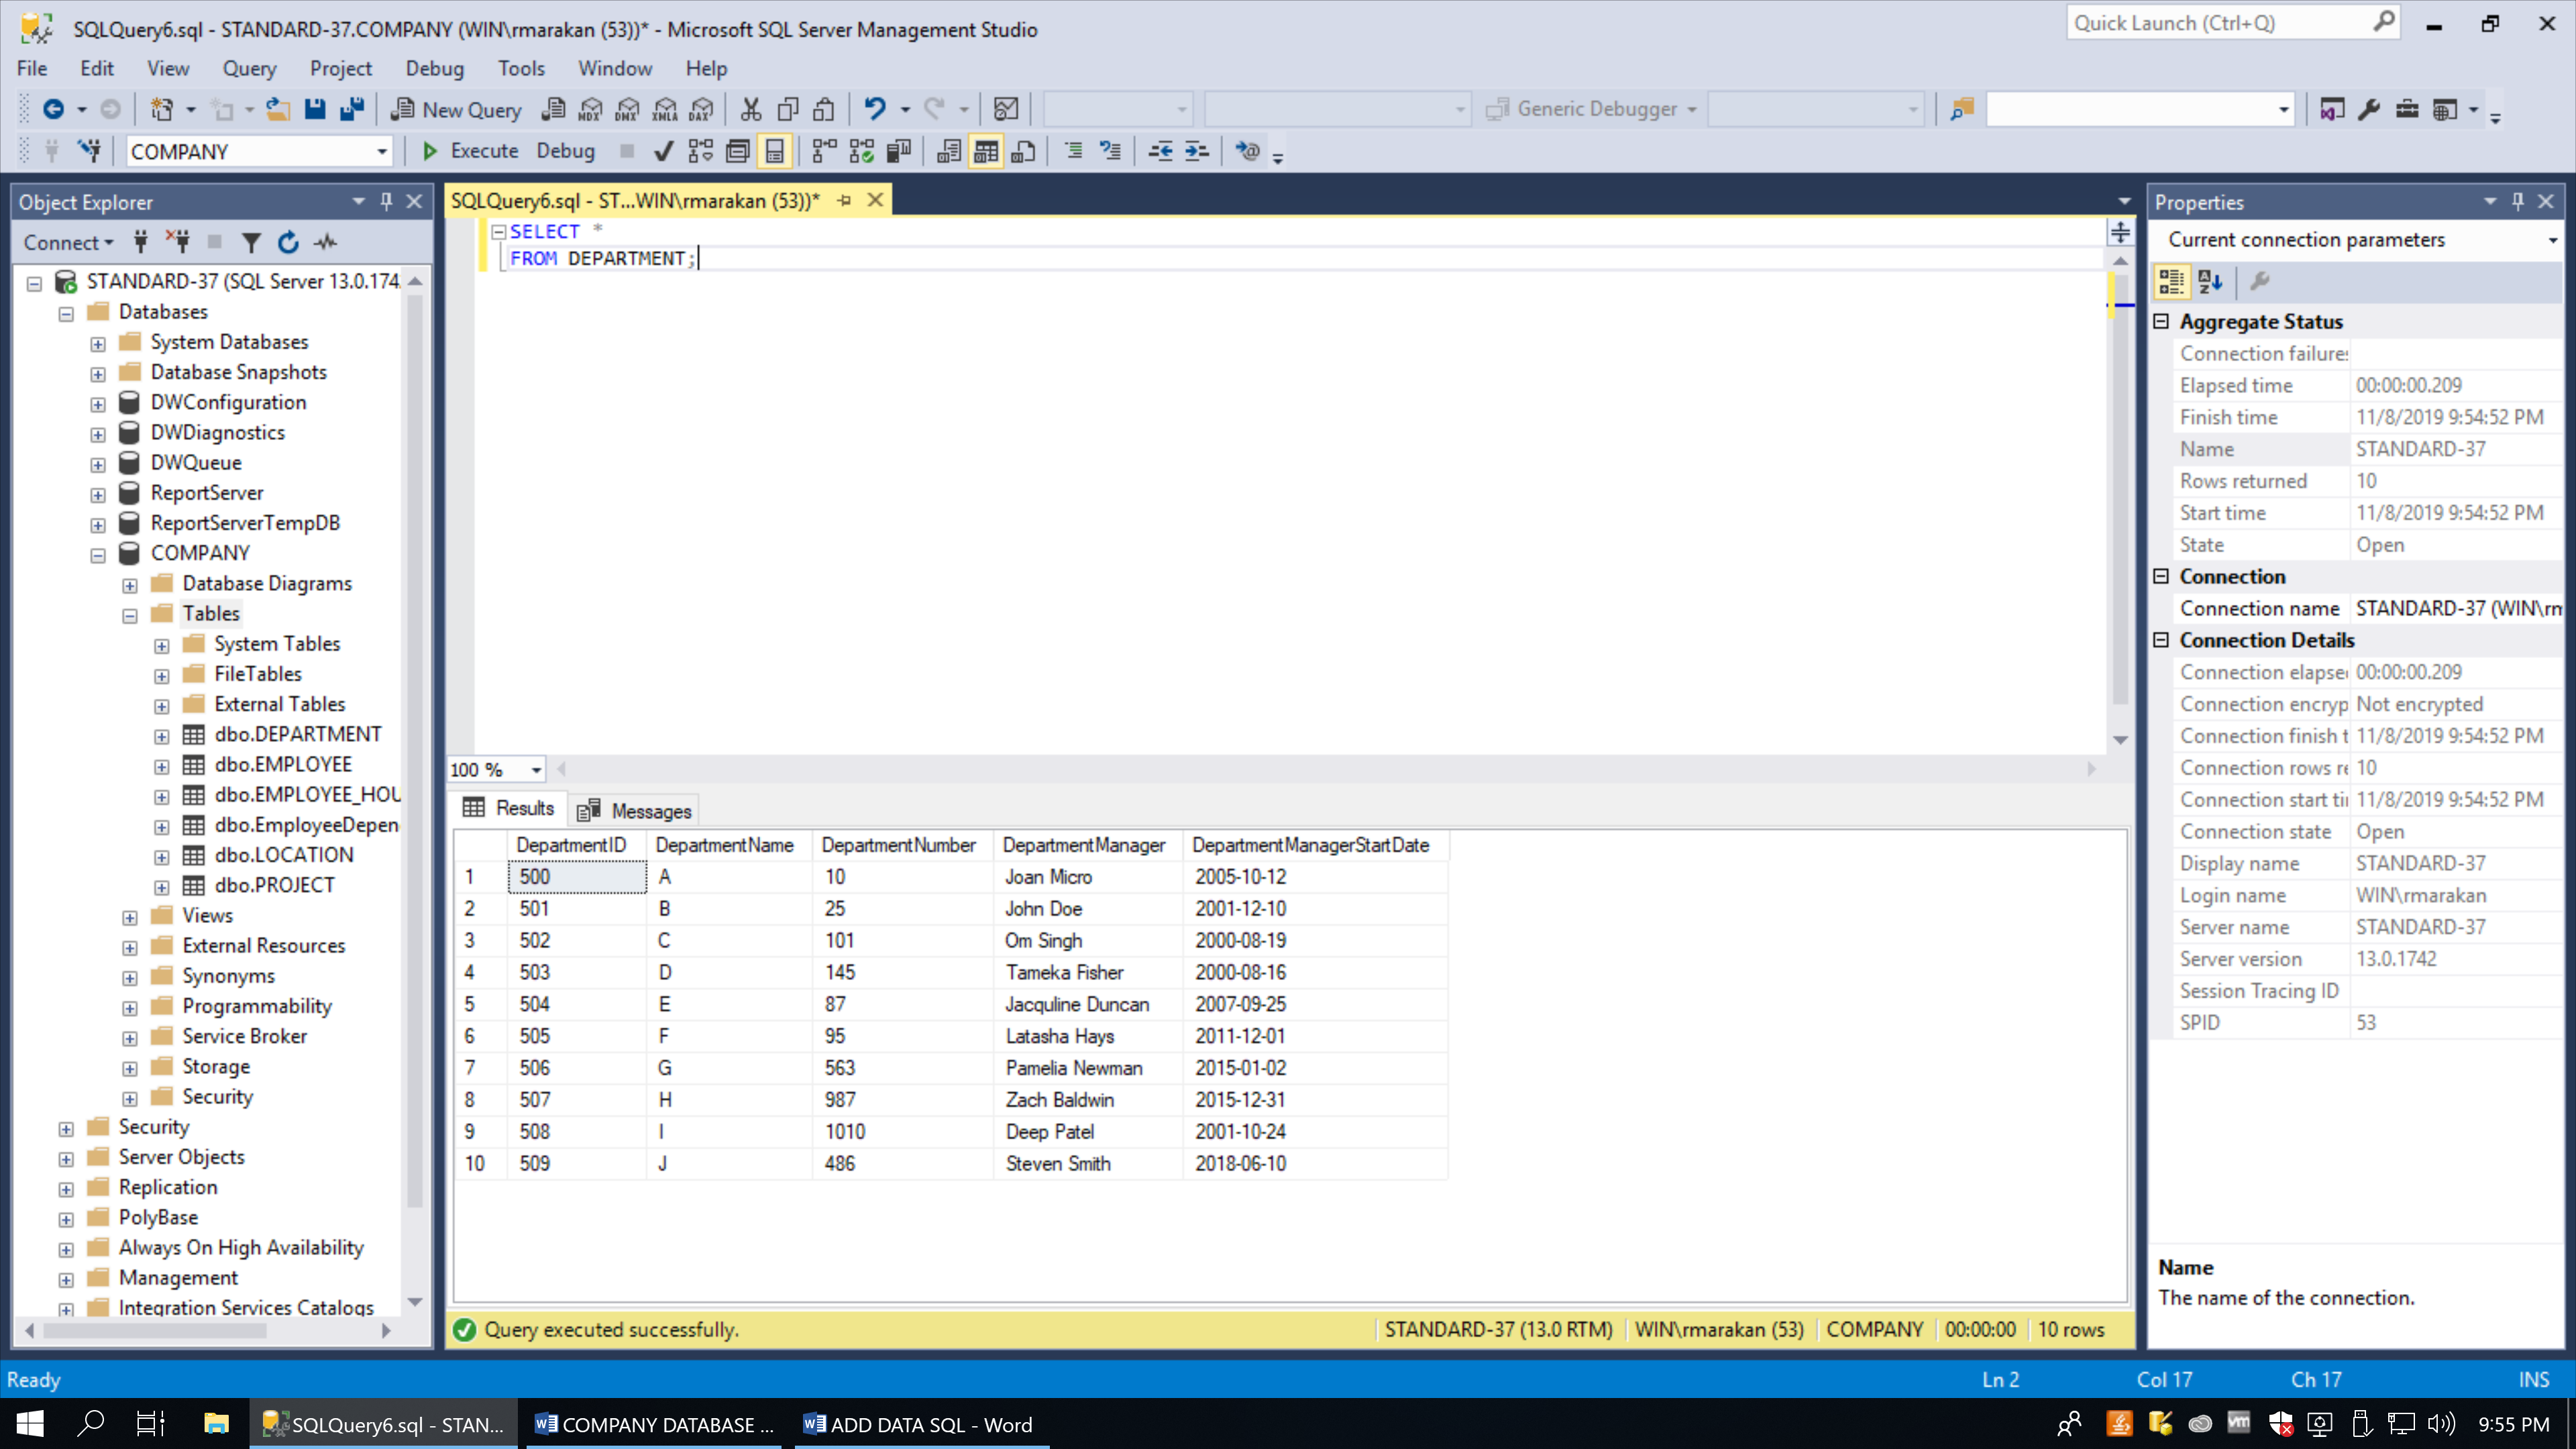 SQLQuery6.sql - STANDARD-37.COMPANY (WIN\rmarakan (53))* - Microsoft SQL Server Management Studio
Quick Launch (Ctrl+Q)
File Edit View Query Project Debug Tools Window Help
New Query MDX DMX XMLA DAX Generic Debugger
COMPANY Execute Debug
Object Explorer
Connect
STANDARD-37 (SQL Server 13.0.174
Databases
System Databases
Database Snapshots
DWConfiguration
DWDiagnostics
DWQueue
ReportServer
ReportServerTempDB
COMPANY
Database Diagrams
Tables
System Tables
FileTables
External Tables
dbo.DEPARTMENT
dbo.EMPLOYEE
dbo.EMPLOYEE_HOU
dbo.EmployeeDepen
dbo.LOCATION
dbo.PROJECT
Views
External Resources
Synonyms
Programmability
Service Broker
Storage
Security
Security
Server Objects
Replication
PolyBase
Always On High Availability
Management
Integration Services Catalogs
SQLQuery6.sql - ST...WIN\rmarakan (53))*
SELECT *
FROM DEPARTMENT;
100 %
Results Messages
DepartmentID DepartmentName DepartmentNumber DepartmentManager DepartmentManagerStartDate
1 500 A 10 Joan Micro 2005-10-12
2 501 B 25 John Doe 2001-12-10
3 502 C 101 Om Singh 2000-08-19
4 503 D 145 Tameka Fisher 2000-08-16
5 504 E 87 Jacquline Duncan 2007-09-25
6 505 F 95 Latasha Hays 2011-12-01
7 506 G 563 Pamelia Newman 2015-01-02
8 507 H 987 Zach Baldwin 2015-12-31
9 508 I 1010 Deep Patel 2001-10-24
10 509 J 486 Steven Smith 2018-06-10
Query executed successfully. STANDARD-37 (13.0 RTM) WIN\rmarakan (53) COMPANY 00:00:00 10 rows
Properties
Current connection parameters
Aggregate Status
Connection failures
Elapsed time 00:00:00.209
Finish time 11/8/2019 9:54:52 PM
Name STANDARD-37
Rows returned 10
Start time 11/8/2019 9:54:52 PM
State Open
Connection
Connection name STANDARD-37 (WIN\rm
Connection Details
Connection elapse 00:00:00.209
Connection encryp Not encrypted
Connection finish t 11/8/2019 9:54:52 PM
Connection rows re 10
Connection start ti 11/8/2019 9:54:52 PM
Connection state Open
Display name STANDARD-37
Login name WIN\rmarakan
Server name STANDARD-37
Server version 13.0.1742
Session Tracing ID
SPID 53
Name
The name of the connection.
Ready Ln 2 Col 17 Ch 17 INS
SQLQuery6.sql - STAN... COMPANY DATABASE ... ADD DATA SQL - Word 9:55 PM